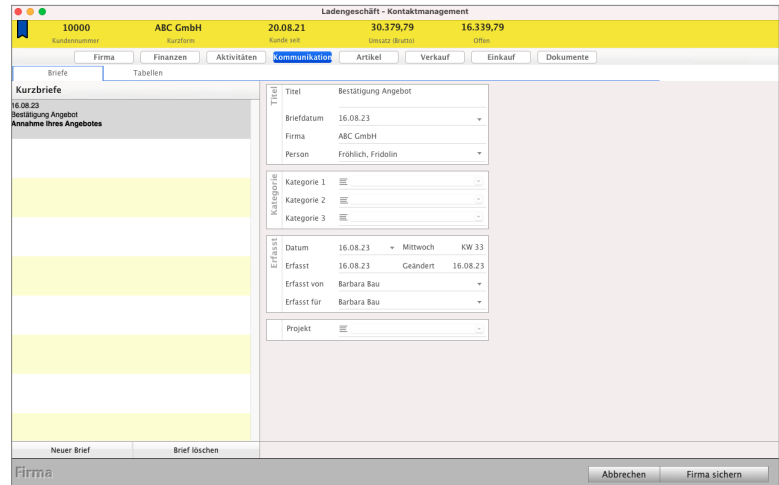 Ladengeschäft - Kontaktmanagement
10000 ABC GmbH 20.08.21 30.379,79 16.339,79
Kundennummer Kurzform Kunde seit Umsatz (Brutto) Offen
Firma Finanzen Aktivitäten Kommunikation Artikel Verkauf Einkauf Dokumente
Briefe Tabellen
Kurzbriefe
16.08.23
Bestätigung Angebot
Annahme Ihres Angebotes
Titel
Titel Bestätigung Angebot
Briefdatum 16.08.23
Firma ABC GmbH
Person Fröhlich, Fridolin
Kategorie
Kategorie 1
Kategorie 2
Kategorie 3
Erfasst
Datum 16.08.23 Mittwoch KW 33
Erfasst 16.08.23 Geändert 16.08.23
Erfasst von Barbara Bau
Erfasst für Barbara Bau
Projekt
Neuer Brief Brief löschen
Firma Abbrechen Firma sichern